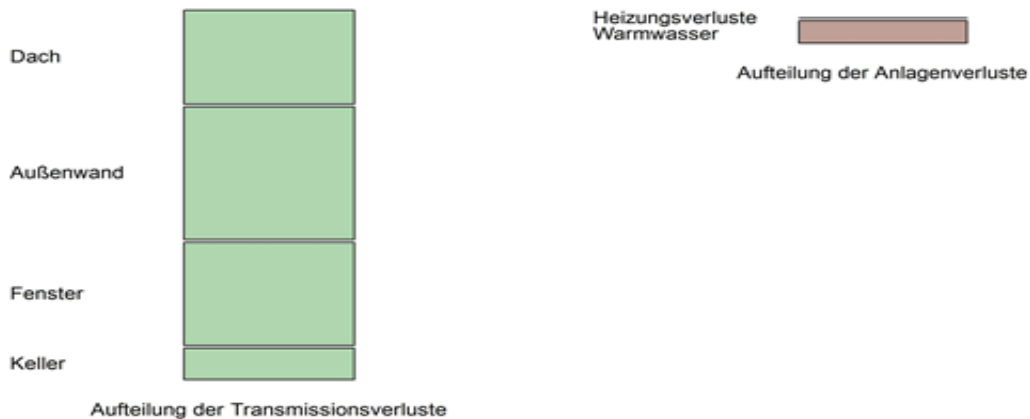 Dach
Außenwand
Fenster
Keller
Aufteilung der Transmissionsverluste
Heizungsverluste
Warmwasser
Aufteilung der Anlagenverluste